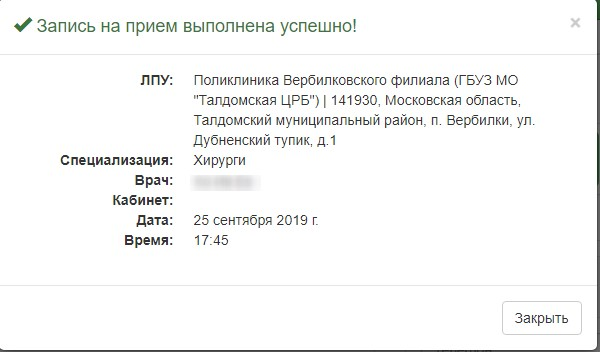 Запись на прием выполнена успешно!
×
ЛПУ: Поликлиника Вербилковского филиала (ГБУЗ МО
"Талдомская ЦРБ") | 141930, Московская область,
Талдомский муниципальный район, п. Вербилки, ул.
Дубненский тупик, д.1
Специализация: Хирурги
Врач:
Кабинет:
Дата: 25 сентября 2019 г.
Время: 17:45
Закрыть